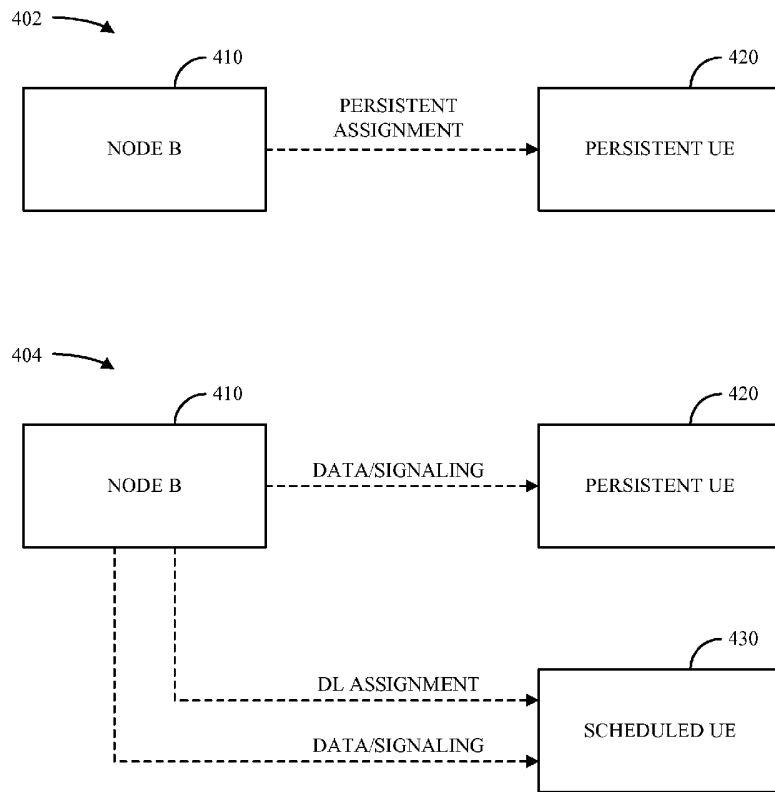 402
410
420
NODE B
PERSISTENT
ASSIGNMENT
PERSISTENT UE
404
410
420
NODE B
DATA/SIGNALING
PERSISTENT UE
430
DL ASSIGNMENT
DATA/SIGNALING
SCHEDULED UE